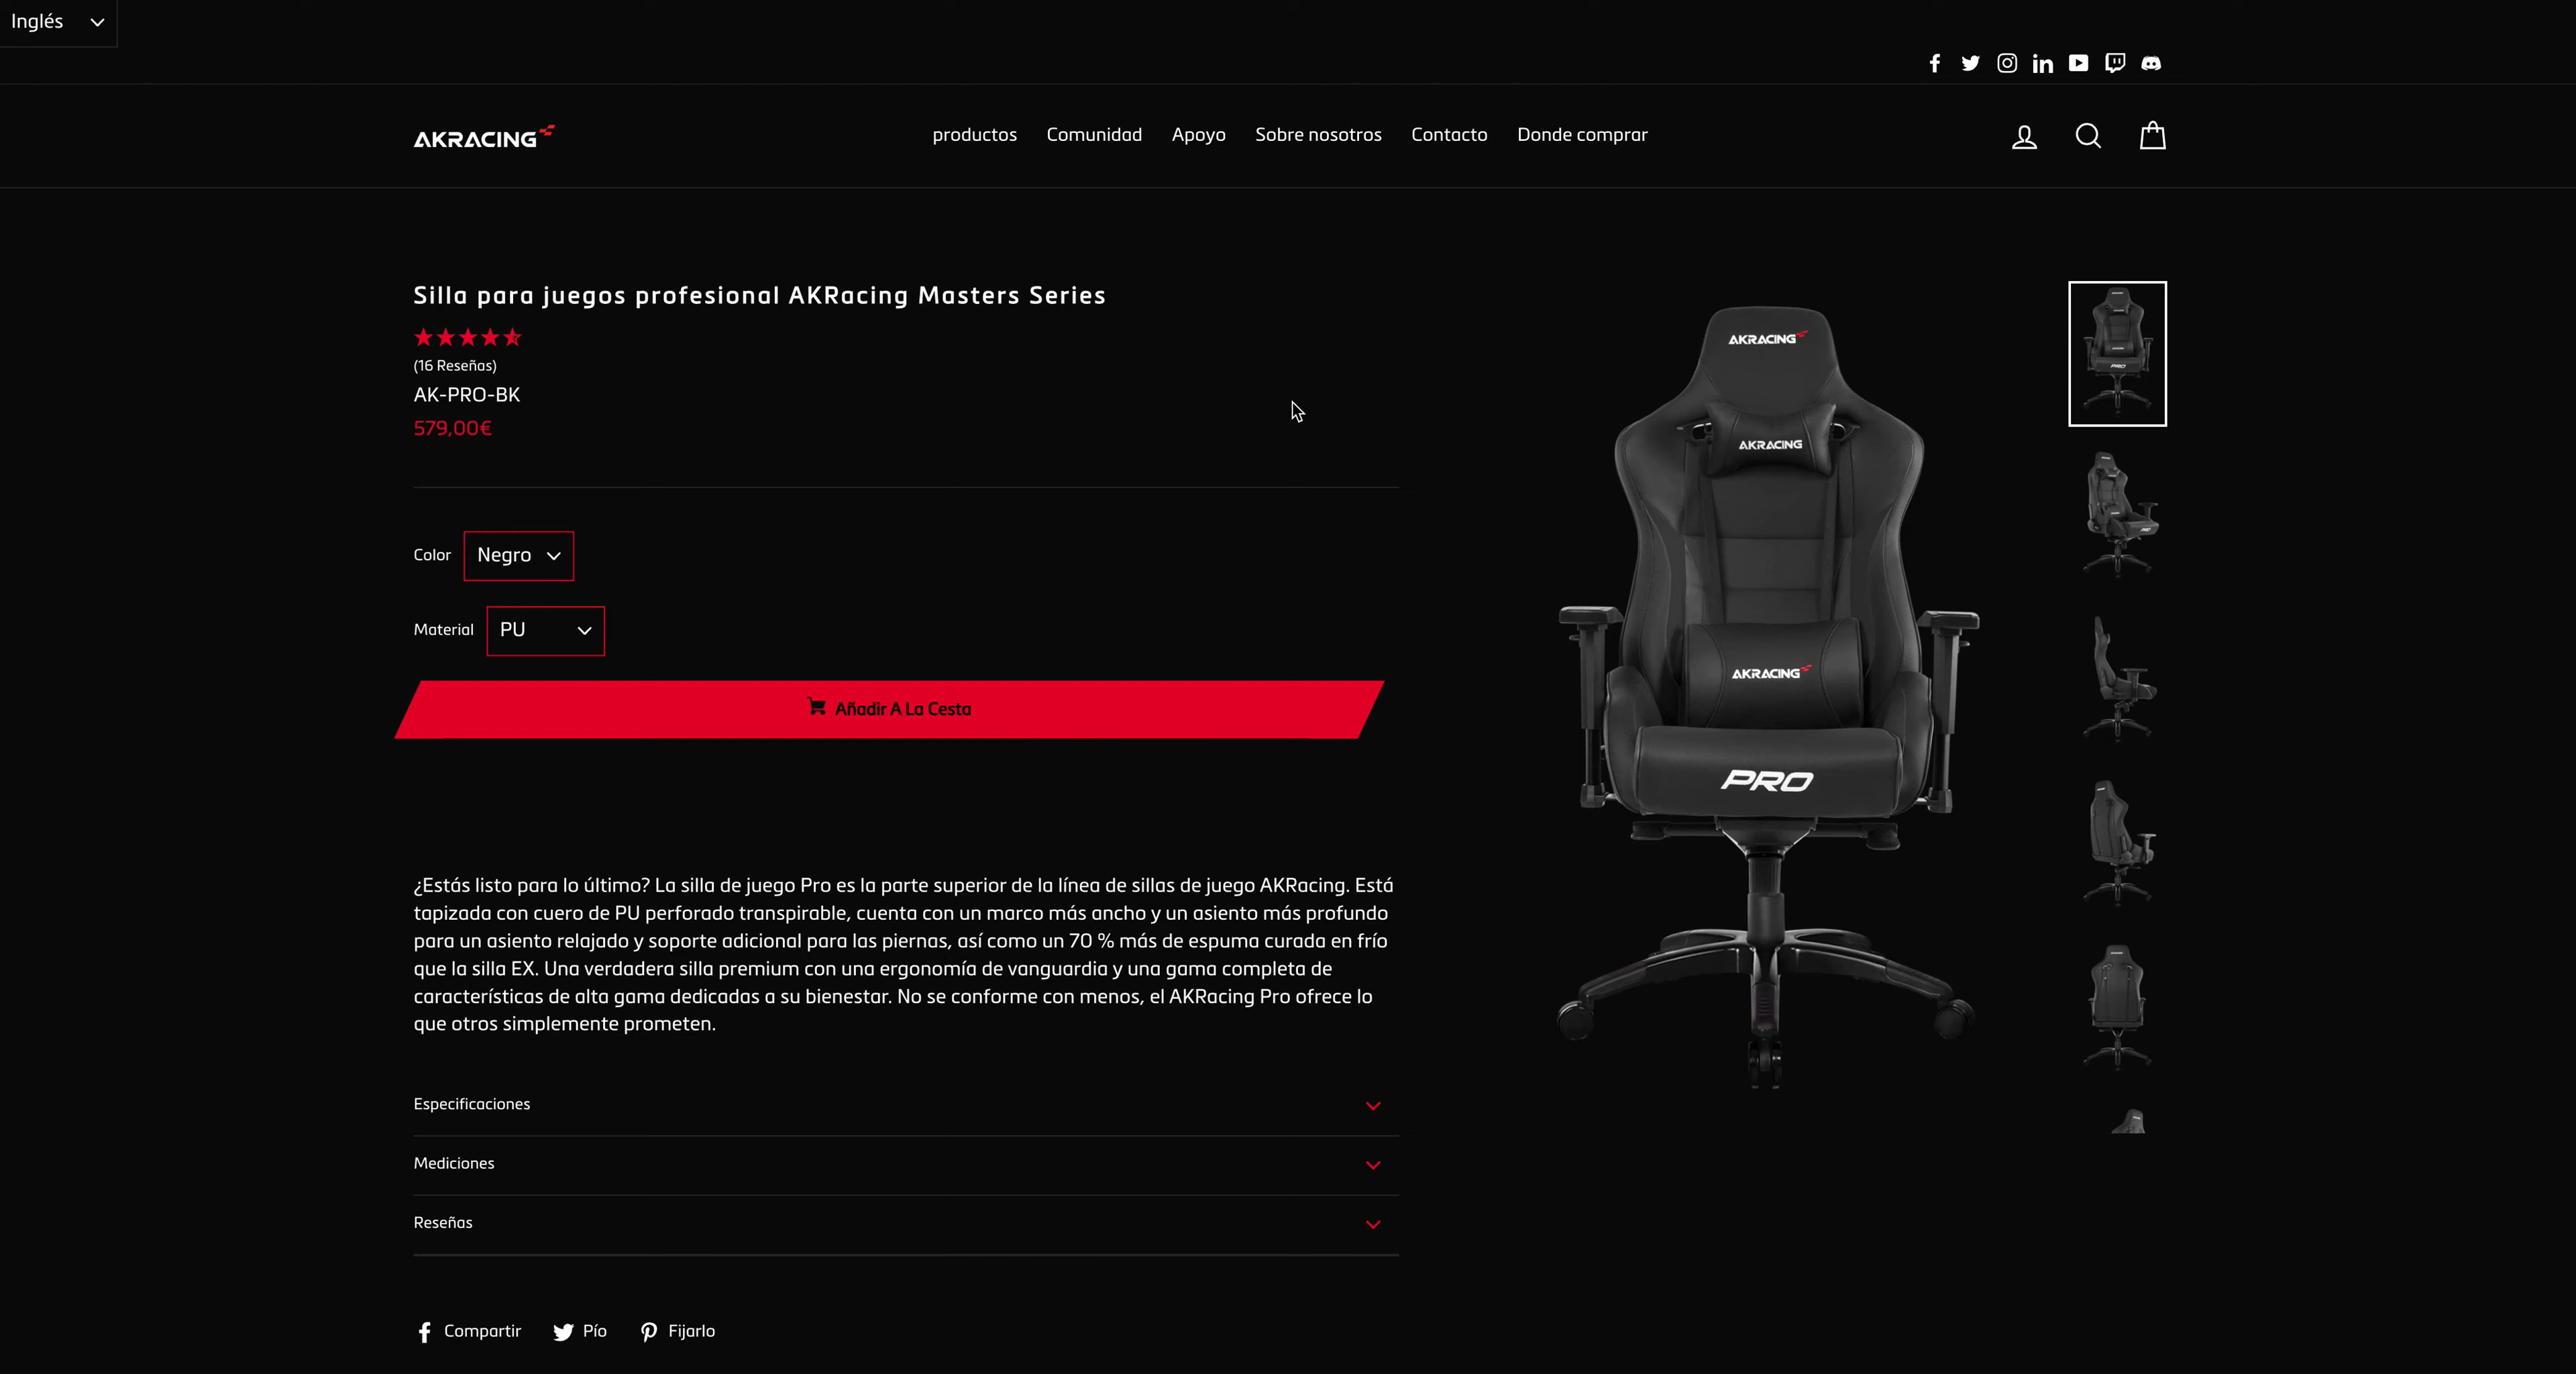 Inglés
AKRACING
productos Comunidad Apoyo Sobre nosotros Contacto Donde comprar
Silla para juegos profesional AKRacing Masters Series
(16 Reseñas)
AK-PRO-BK
579,00€
Color Negro
Material PU
Añadir A La Cesta
¿Estás listo para lo último? La silla de juego Pro es la parte superior de la línea de sillas de juego AKRacing. Está
tapizada con cuero de PU perforado transpirable, cuenta con un marco más ancho y un asiento más profundo
para un asiento relajado y soporte adicional para las piernas, así como un 70 % más de espuma curada en frío
que la silla EX. Una verdadera silla premium con una ergonomía de vanguardia y una gama completa de
características de alta gama dedicadas a su bienestar. No se conforme con menos, el AKRacing Pro ofrece lo
que otros simplemente prometen.
Especificaciones
Mediciones
Reseñas
Compartir Pío Fijarlo
AKRACING
AKRACING
AKRACING
PRO
PRO
PRO